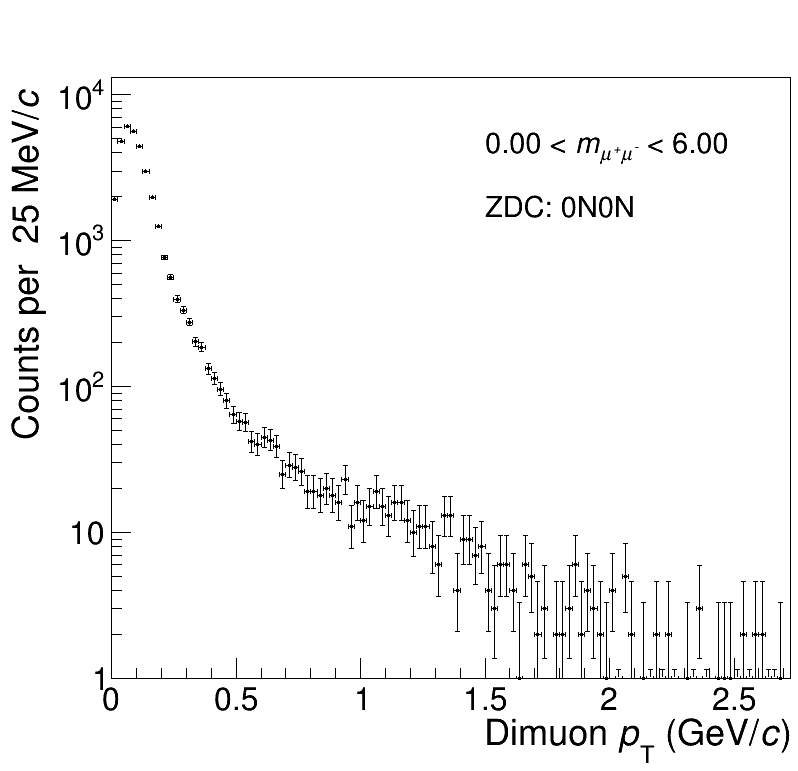 Counts per 25 MeV/c
10⁴
10³
10²
10
1
0.00 < m_μ⁺μ⁻ < 6.00
ZDC: 0N0N
0 0.5 1 1.5 2 2.5
Dimuon p_T (GeV/c)